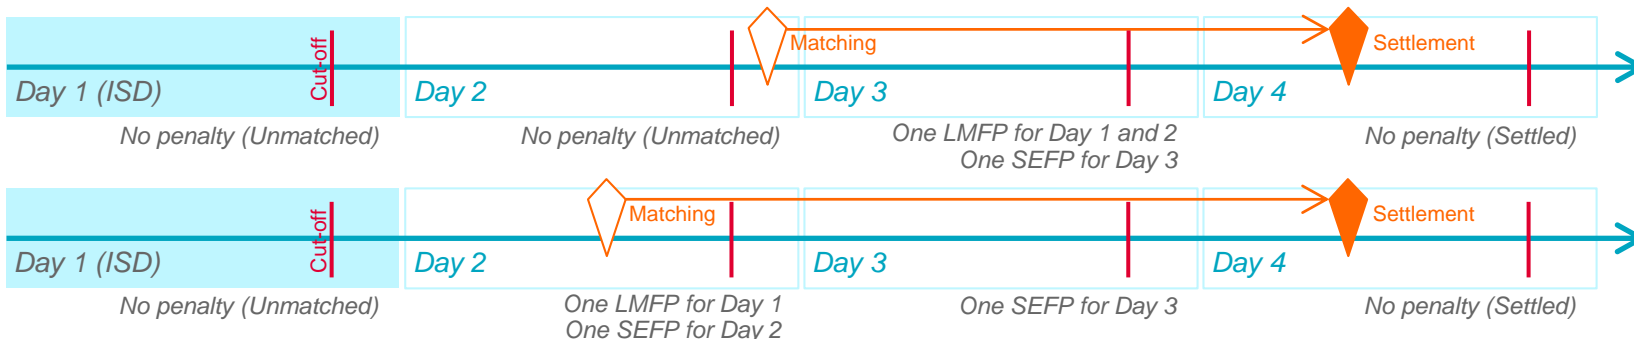 Matching
Settlement
Cut-off
Day 1 (ISD)
Day 2
Day 3
Day 4
No penalty (Unmatched)
No penalty (Unmatched)
One LMFP for Day 1 and 2
One SEFP for Day 3
No penalty (Settled)
Matching
Settlement
Cut-off
Day 1 (ISD)
Day 2
Day 3
Day 4
No penalty (Unmatched)
One LMFP for Day 1
One SEFP for Day 2
One SEFP for Day 3
No penalty (Settled)